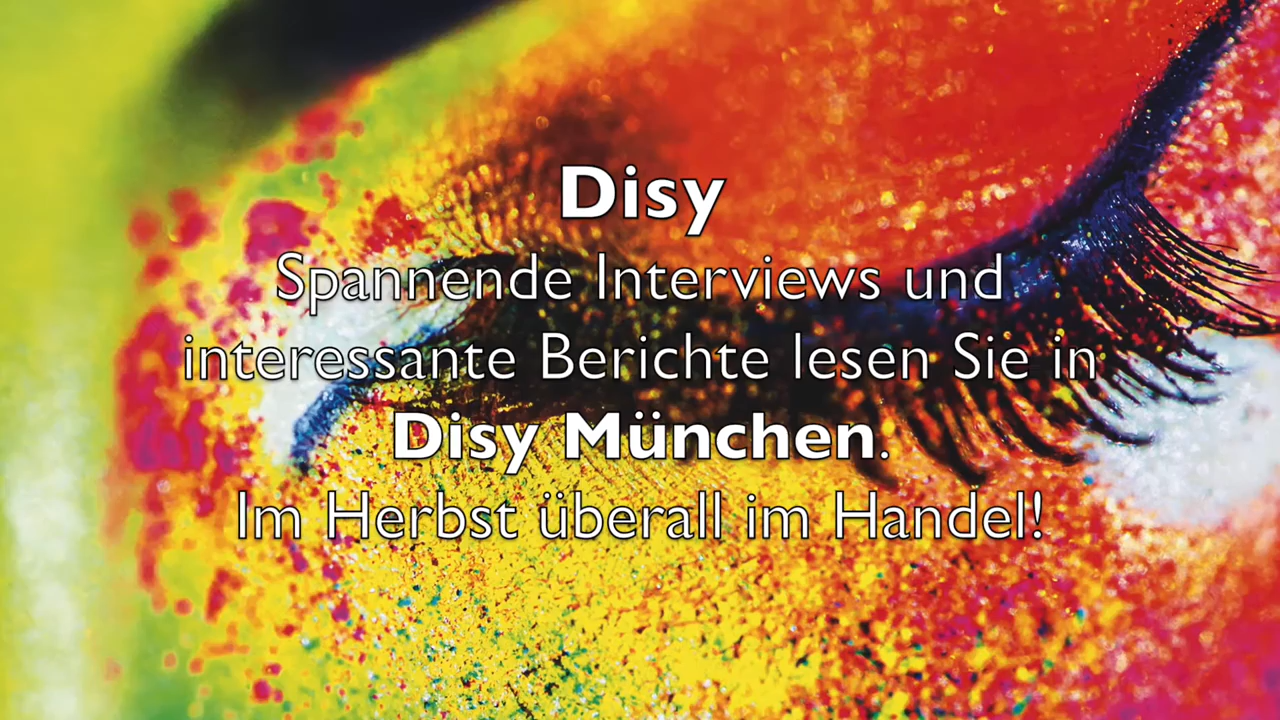 Disy
Spannende Interviews und
interessante Berichte lesen Sie in
Disy München.
Im Herbst überall im Handel!